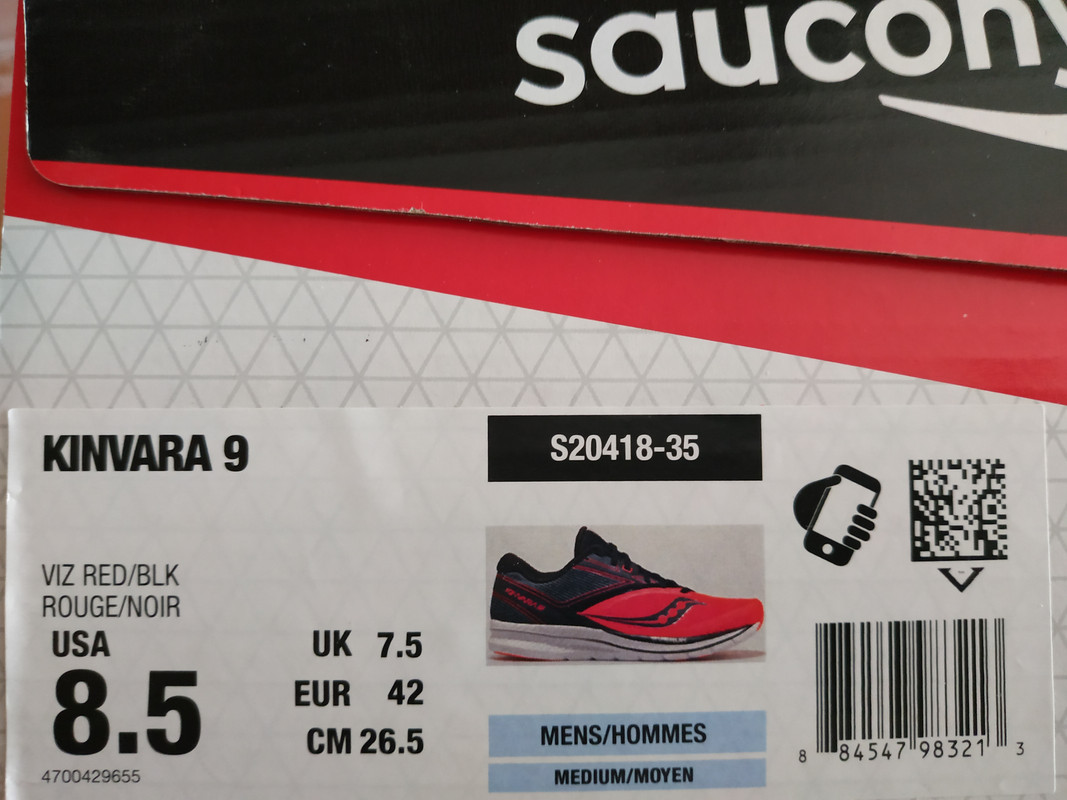 saucony
KINVARA 9
S20418-35
VIZ RED/BLK
ROUGE/NOIR
USA
8.5
UK 7.5
EUR 42
CM 26.5
4700429655
MENS/HOMMES
MEDIUM/MOYEN
8 84547 98321 3